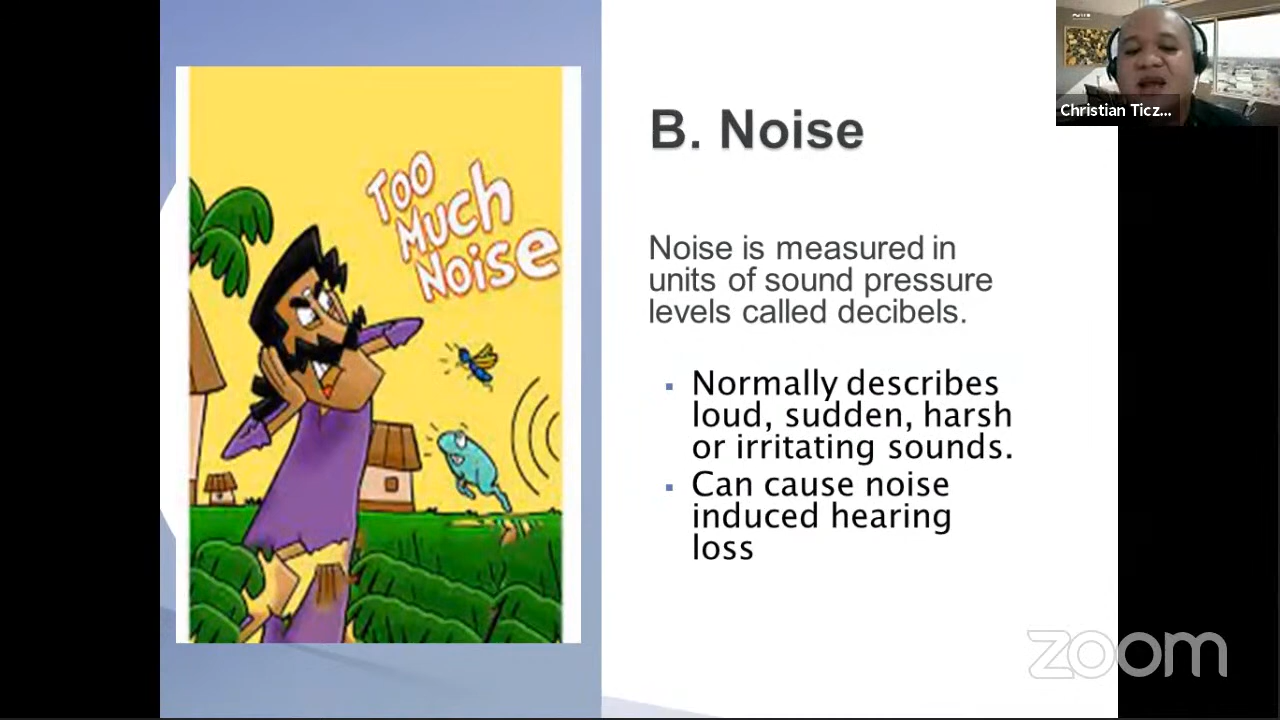 Too
Much
Noise
B. Noise
Noise is measured in
units of sound pressure
levels called decibels.
Normally describes
loud, sudden, harsh
or irritating sounds.
Can cause noise
induced hearing
loss
Christian Ticz...
zoom